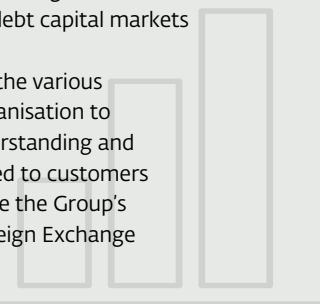 debt capital markets
the various
anisation to
rstanding and
ed to customers
e the Group's
eign Exchange